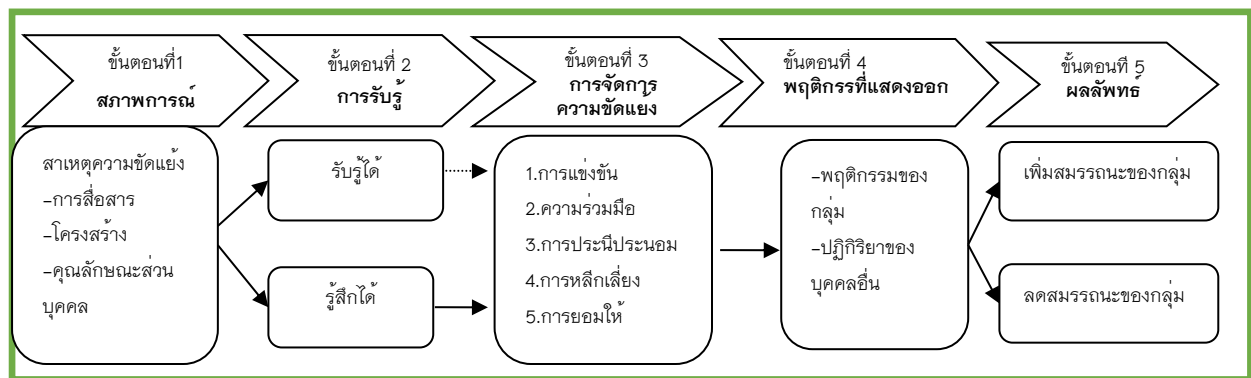 ขั้นตอนที่1
สภาพการณ์
ขั้นตอนที่ 2
การรับรู้
ขั้นตอนที่ 3
การจัดการ
ความขัดแย้ง
ขั้นตอนที่ 4
พฤติกรรที่แสดงออก
ขั้นตอนที่ 5
ผลลัพทธ์
สาเหตุความขัดแย้ง
-การสื่อสาร
-โครงสร้าง
-คุณลักษณะส่วน
บุคคล
รับรู้ได้
รู้สึกได้
1.การแข่งขัน
2.ความร่วมมือ
3.การประนีประนอม
4.การหลีกเลี่ยง
5.การยอมให้
-พฤติกรรมของ
กลุ่ม
-ปฏิกิริยาของ
บุคคลอื่น
เพิ่มสมรรถนะของกลุ่ม
ลดสมรรถนะของกลุ่ม